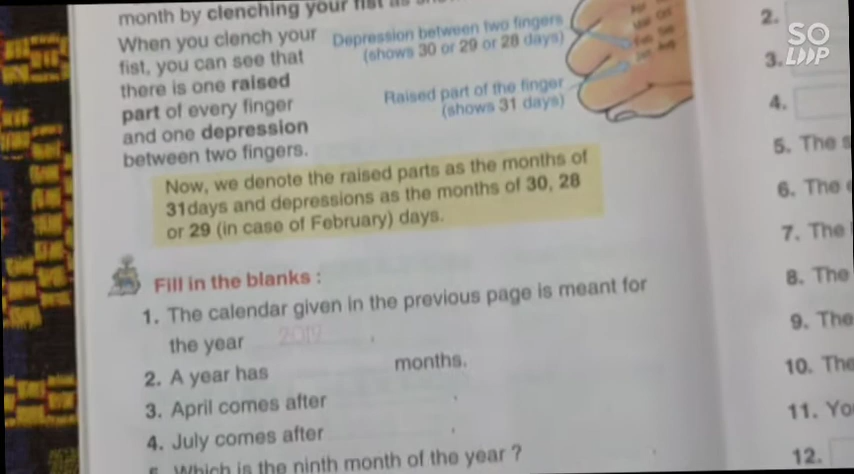 month by clenching your fist as
When you clench your
fist, you can see that
there is one raised
part of every finger
and one depression
between two fingers.
Depression between two fingers
(shows 30 or 29 or 28 days)
Raised part of the finger
(shows 31 days)
Now, we denote the raised parts as the months of
31days and depressions as the months of 30, 28
or 29 (in case of February) days.
Fill in the blanks :
1. The calendar given in the previous page is meant for
the year 2019 .
2. A year has months.
3. April comes after .
4. July comes after .
5. Which is the ninth month of the year ?
2.
3.
4.
5. The
6. The
7. The
8. The
9. The
10. The
11. Yo
12.
SOLOOP